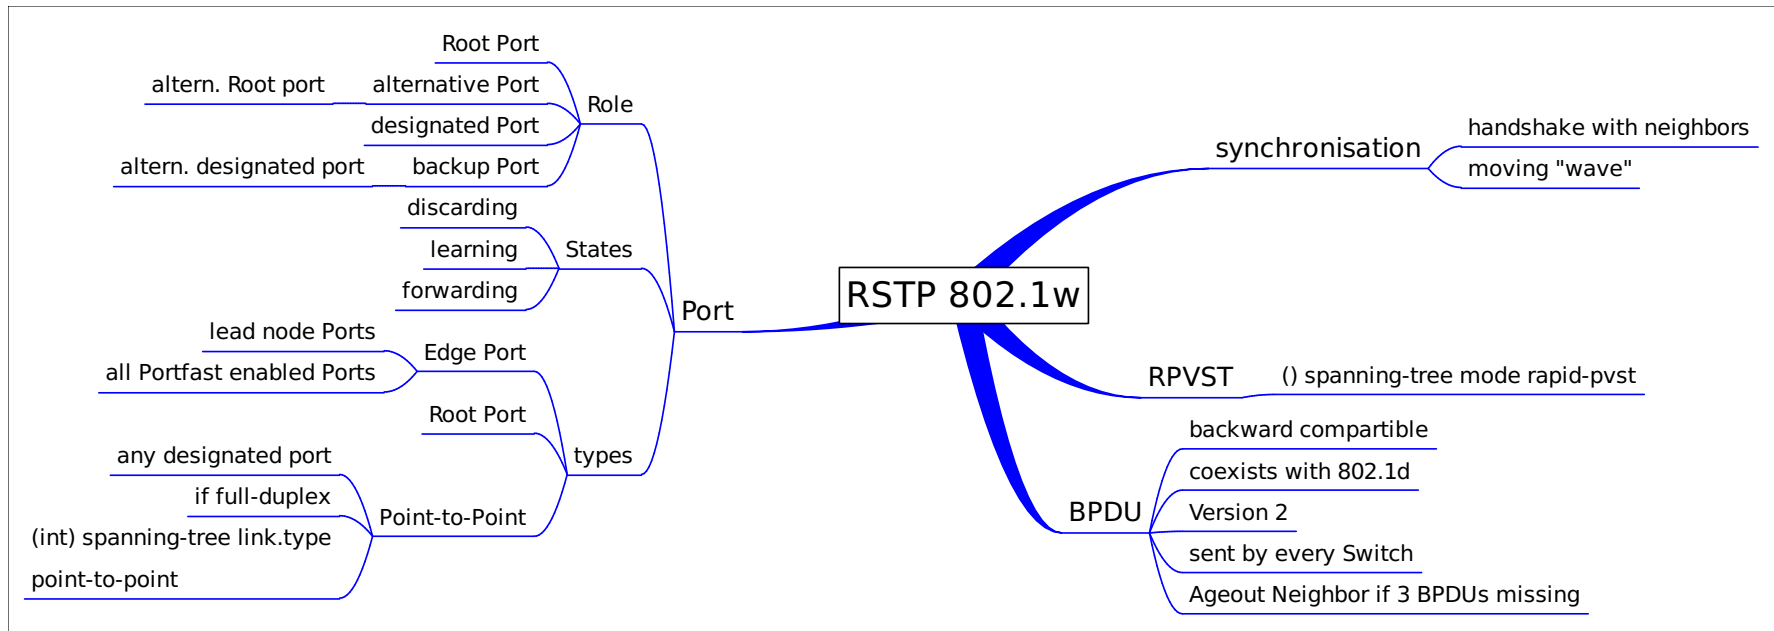 RSTP 802.1w
Port
Role
Root Port
alternative Port
altern. Root port
designated Port
backup Port
altern. designated port
States
discarding
learning
forwarding
types
Edge Port
lead node Ports
all Portfast enabled Ports
Root Port
Point-to-Point
any designated port
if full-duplex
(int) spanning-tree link.type
point-to-point
synchronisation
handshake with neighbors
moving "wave"
RPVST
() spanning-tree mode rapid-pvst
BPDU
backward compartible
coexists with 802.1d
Version 2
sent by every Switch
Ageout Neighbor if 3 BPDUs missing